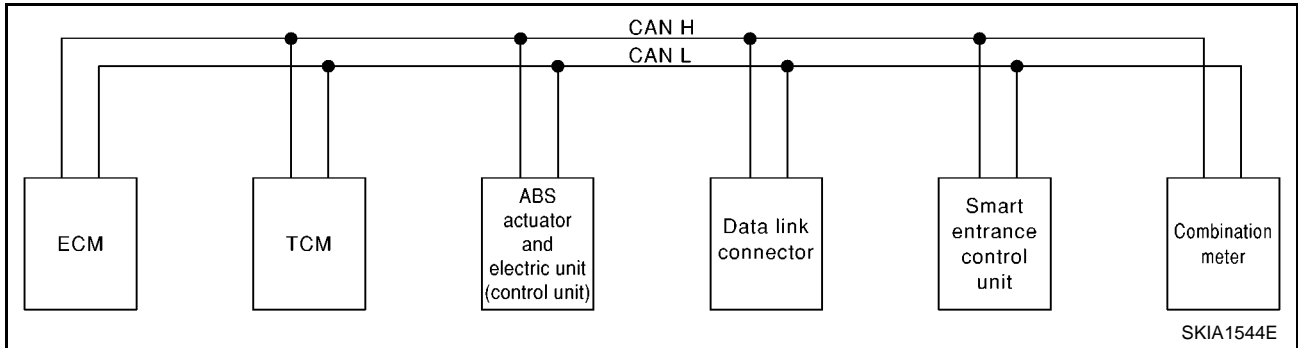 CAN H
CAN L
ECM
TCM
ABS
actuator
and
electric unit
(control unit)
Data link
connector
Smart
entrance
control
unit
Combination
meter
SKIA1544E